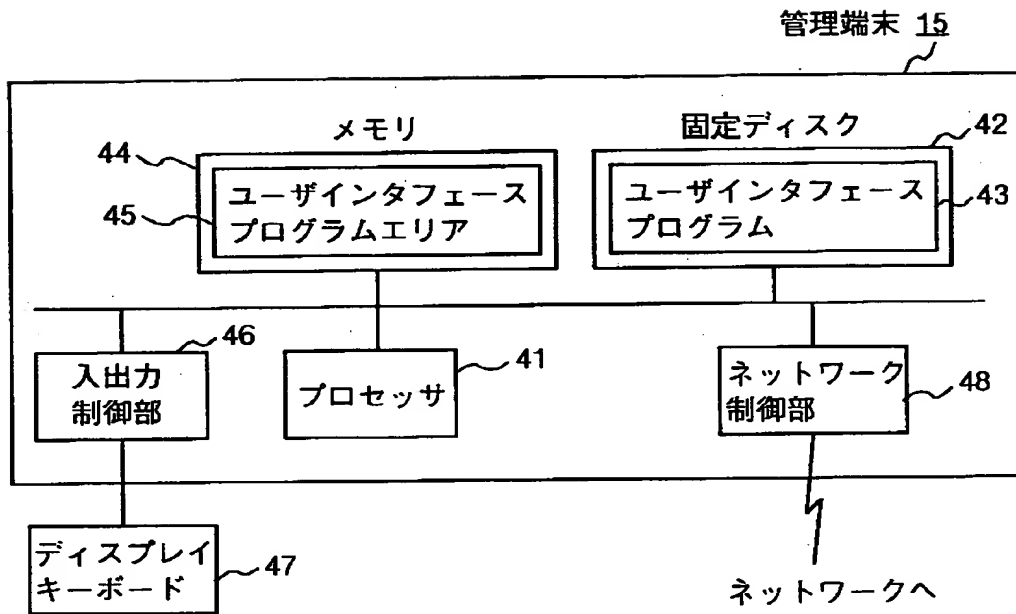 管理端末 15
メモリ
固定ディスク
44
42
ユーザインタフェース
プログラムエリア
45
ユーザインタフェース
プログラム
43
46
入出力
制御部
41
プロセッサ
ネットワーク
制御部
48
ディスプレイ
キーボード
47
ネットワークへ